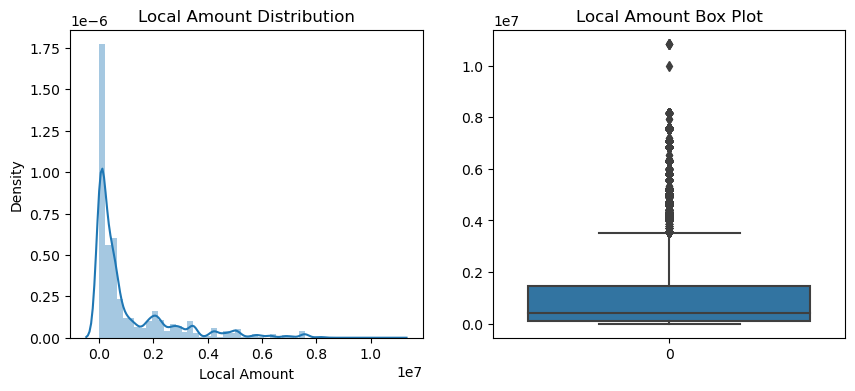 Local Amount Distribution
1e−6
1.75
1.50
1.25
1.00
0.75
0.50
0.25
0.00
Density
0.0 0.2 0.4 0.6 0.8 1.0
1e7
Local Amount
Local Amount Box Plot
1e7
1.0
0.8
0.6
0.4
0.2
0.0
0